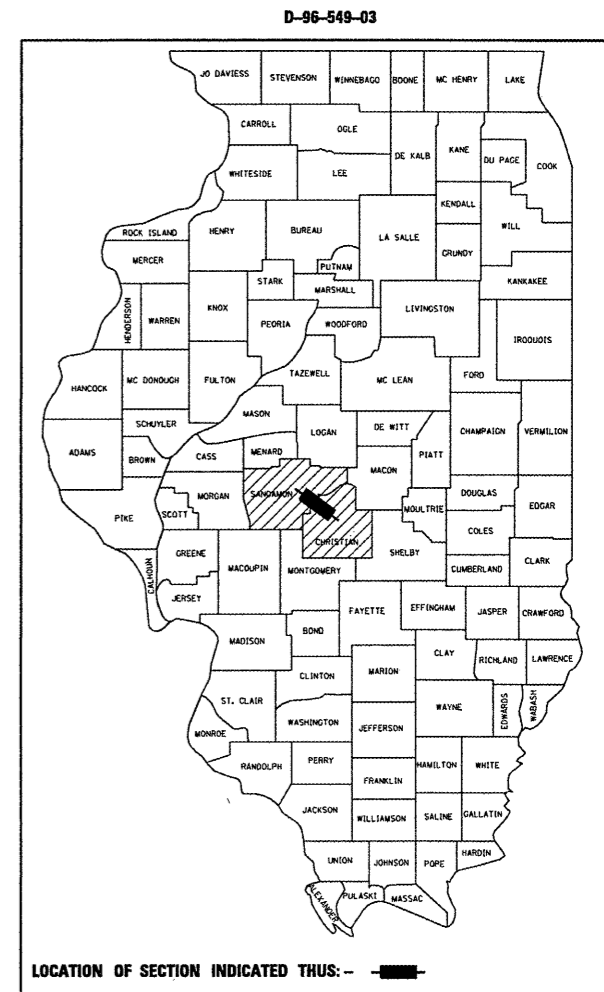 D-96-549-03
JO DAVIESS STEVENSON WINNEBAGO BOONE MC HENRY LAKE
CARROLL OGLE DE KALB KANE DU PAGE COOK
WHITESIDE LEE
KENDALL
ROCK ISLAND HENRY BUREAU LA SALLE WILL
MERCER PUTNAM GRUNDY
STARK MARSHALL KANKAKEE
HENDERSON WARREN KNOX PEORIA WOODFORD LIVINGSTON
IROQUOIS
HANCOCK MC DONOUGH FULTON TAZEWELL MC LEAN FORD
MASON
SCHUYLER LOGAN DE WITT CHAMPAIGN VERMILION
ADAMS BROWN CASS MENARD MACON PIATT
SANGAMON DOUGLAS
PIKE SCOTT MORGAN MOULTRIE EDGAR
CHRISTIAN COLES
GREENE SHELBY
CALHOUN MACOUPIN MONTGOMERY CUMBERLAND CLARK
JERSEY
FAYETTE EFFINGHAM JASPER CRAWFORD
MADISON BOND
CLAY RICHLAND LAWRENCE
CLINTON MARION
ST. CLAIR WAYNE EDWARDS WABASH
WASHINGTON JEFFERSON
MONROE
RANDOLPH PERRY HAMILTON WHITE
FRANKLIN
JACKSON WILLIAMSON SALINE GALLATIN
HARDIN
UNION JOHNSON POPE
ALEXANDER PULASKI MASSAC
LOCATION OF SECTION INDICATED THUS: -